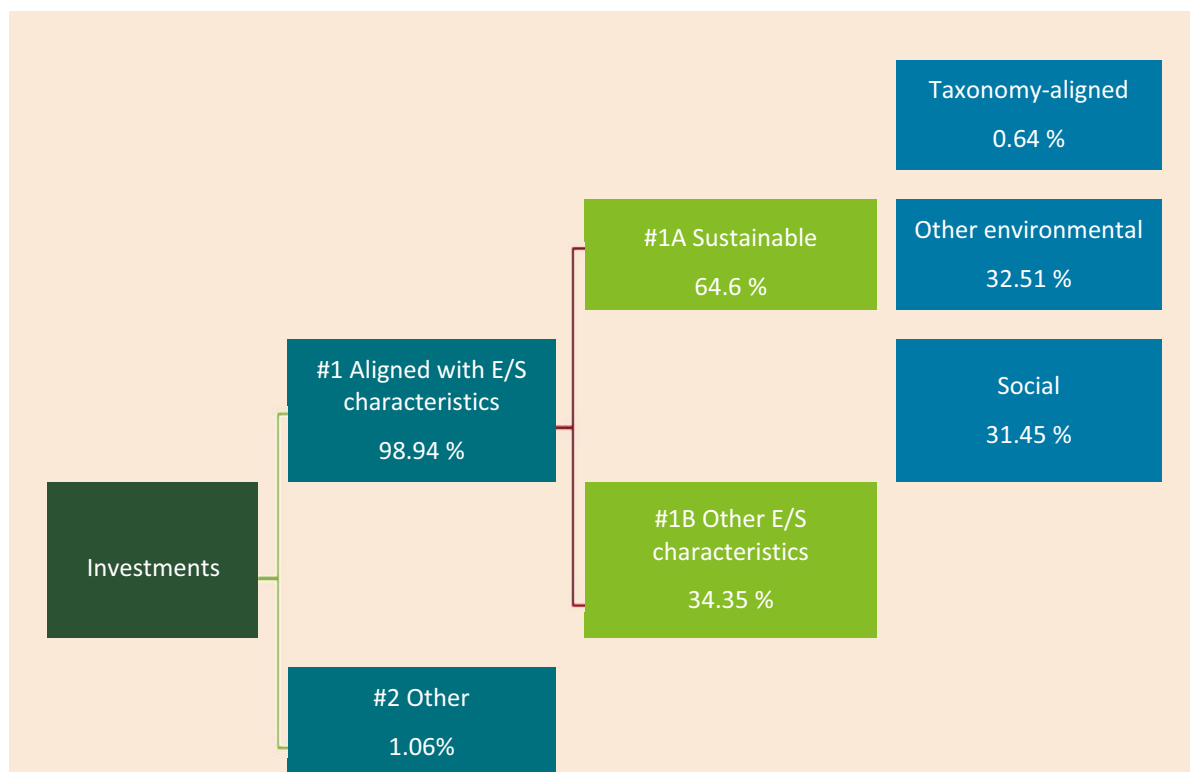 Investments
#1 Aligned with E/S
characteristics
98.94 %
#2 Other
1.06%
#1A Sustainable
64.6 %
#1B Other E/S
characteristics
34.35 %
Taxonomy-aligned
0.64 %
Other environmental
32.51 %
Social
31.45 %